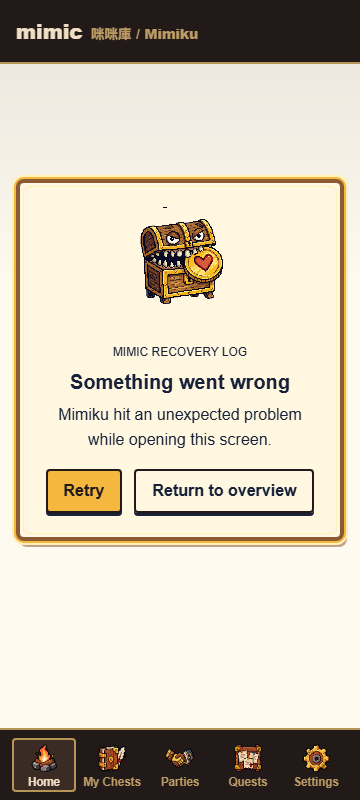 mimic 咪咪庫 / Mimiku
MIMIC RECOVERY LOG
Something went wrong
Mimiku hit an unexpected problem
while opening this screen.
Retry
Return to overview
Home
My Chests
Parties
Quests
Settings